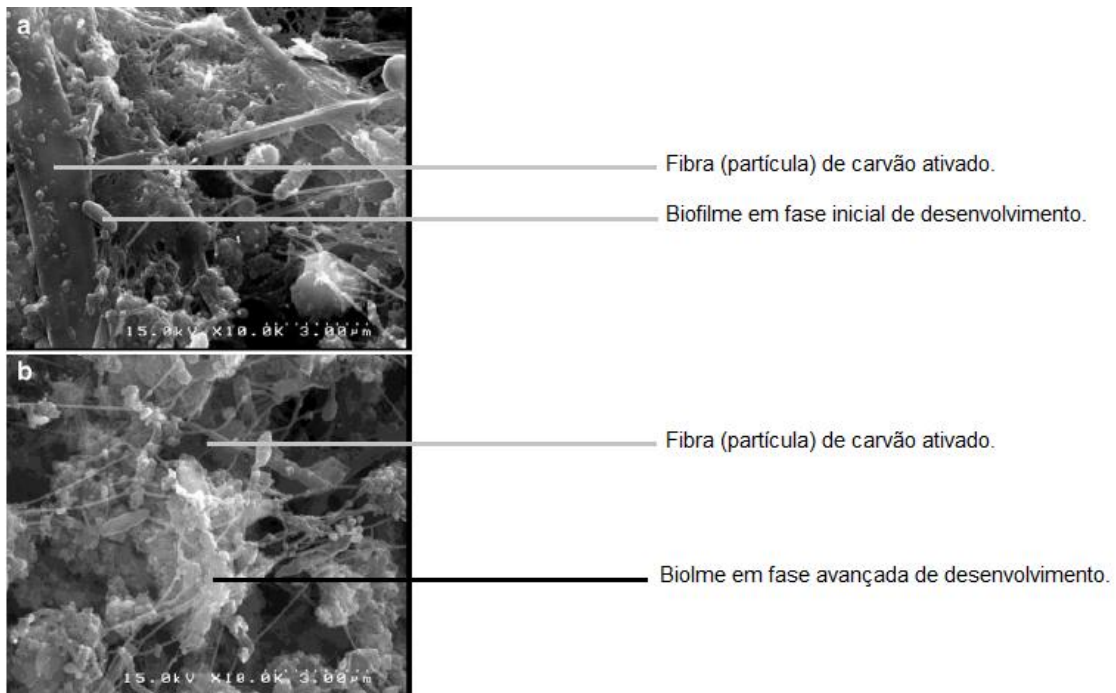 a
Fibra (partícula) de carvão ativado.
Biofilme em fase inicial de desenvolvimento.
15.0kV X10.0K 3.00µm
b
Fibra (partícula) de carvão ativado.
Biolme em fase avançada de desenvolvimento.
15.0kV X10.0K 3.00µm